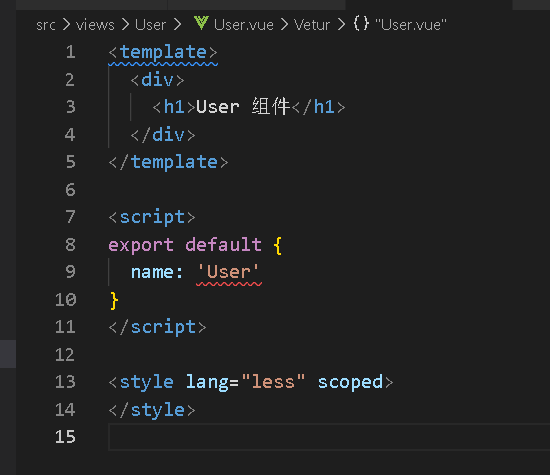 src > views > User > User.vue > Vetur > {} "User.vue"
1 <template>
2 <div>
3 <h1>User 组件</h1>
4 </div>
5 </template>
6
7 <script>
8 export default {
9 name: 'User'
10 }
11 </script>
12
13 <style lang="less" scoped>
14 </style>
15